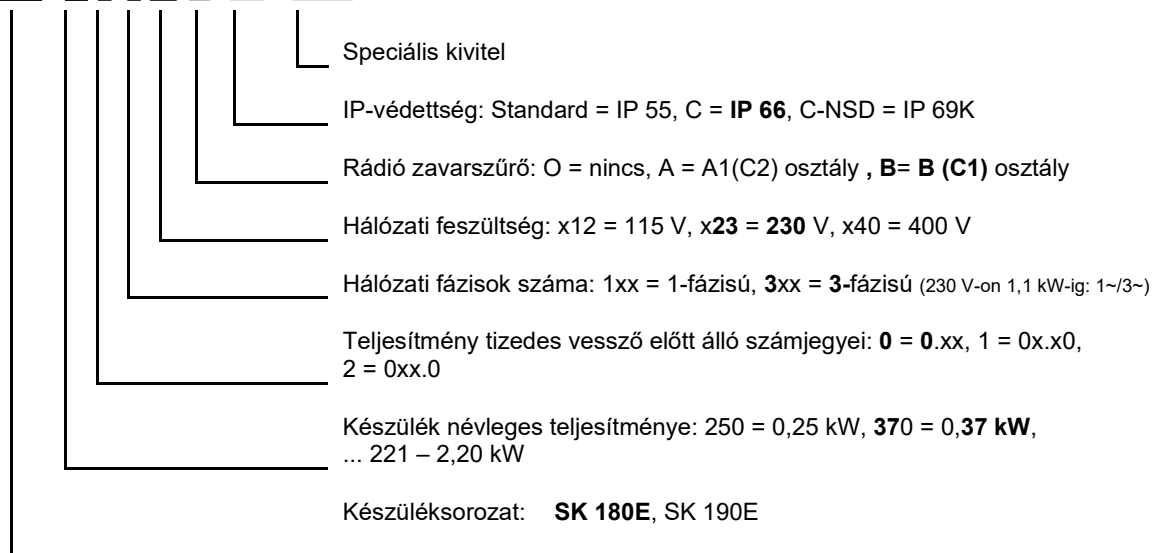 Speciális kivitel
IP-védettség: Standard = IP 55, C = IP 66, C-NSD = IP 69K
Rádió zavarszűrő: O = nincs, A = A1(C2) osztály , B= B (C1) osztály
Hálózati feszültség: x12 = 115 V, x23 = 230 V, x40 = 400 V
Hálózati fázisok száma: 1xx = 1-fázisú, 3xx = 3-fázisú (230 V-on 1,1 kW-ig: 1~/3~)
Teljesítmény tizedes vessző előtt álló számjegyei: 0 = 0.xx, 1 = 0x.x0,
2 = 0xx.0
Készülék névleges teljesítménye: 250 = 0,25 kW, 370 = 0,37 kW,
... 221 – 2,20 kW
Készüléksorozat: SK 180E, SK 190E